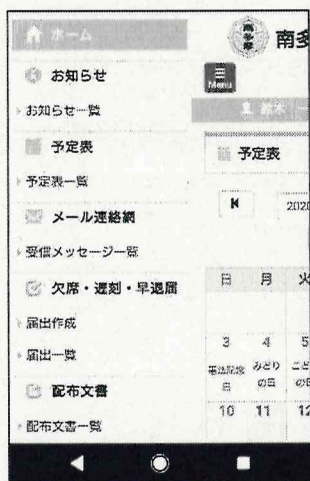 ホーム
お知らせ
お知らせ一覧
予定表
予定表一覧
メール連絡網
受信メッセージ一覧
欠席・遅刻・早退届
届出作成
届出一覧
配布文書
配布文書一覧
南多
Menu
鈴木 一
予定表
2020
日 月 火
3 4 5
憲法記念日 みどりの日 こど
の日
10 11 12